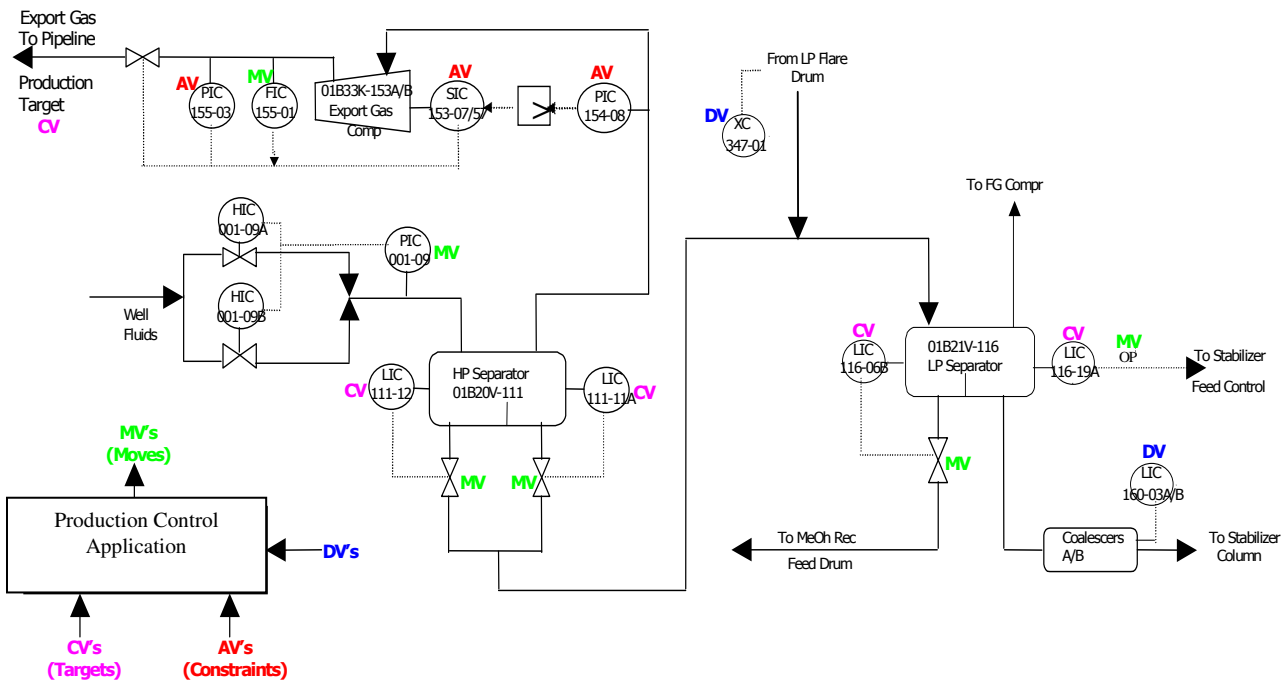 Export Gas
To Pipeline
Production
Target
CV
AV
PIC
155-03
MV
FIC
155-01
01B33K-153A/B
Export Gas
Comp
AV
SIC
153-07/57
>
AV
PIC
154-08
From LP Flare
Drum
DV
XC
347-01
To FG Compr
HIC
001-09A
HIC
001-09B
PIC
001-09
MV
Well
Fluids
CV
LIC
111-12
HP Separator
01B20V-111
LIC
111-11A
CV
MV
MV
CV
LIC
116-06B
01B21V-116
LP Separator
CV
LIC
116-19A
MV
OP
To Stabilizer
Feed Control
MV
DV
LIC
160-03A/B
To MeOh Rec
Feed Drum
Coalescers
A/B
To Stabilizer
Column
MV's
(Moves)
Production Control
Application
DV's
CV's
(Targets)
AV's
(Constraints)